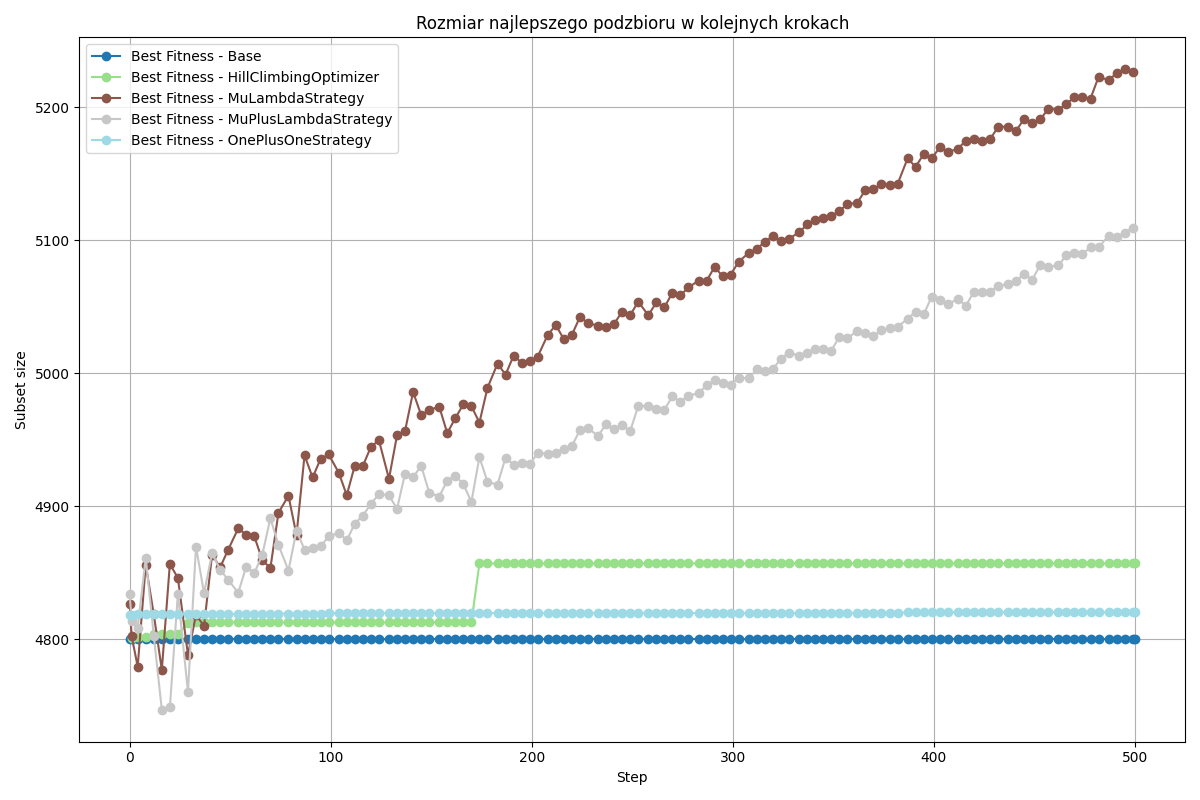 Rozmiar najlepszego podzbioru w kolejnych krokach
Best Fitness - Base
Best Fitness - HillClimbingOptimizer
Best Fitness - MuLambdaStrategy
Best Fitness - MuPlusLambdaStrategy
Best Fitness - OnePlusOneStrategy
Subset size
5200
5100
5000
4900
4800
0
100
200
300
400
500
Step